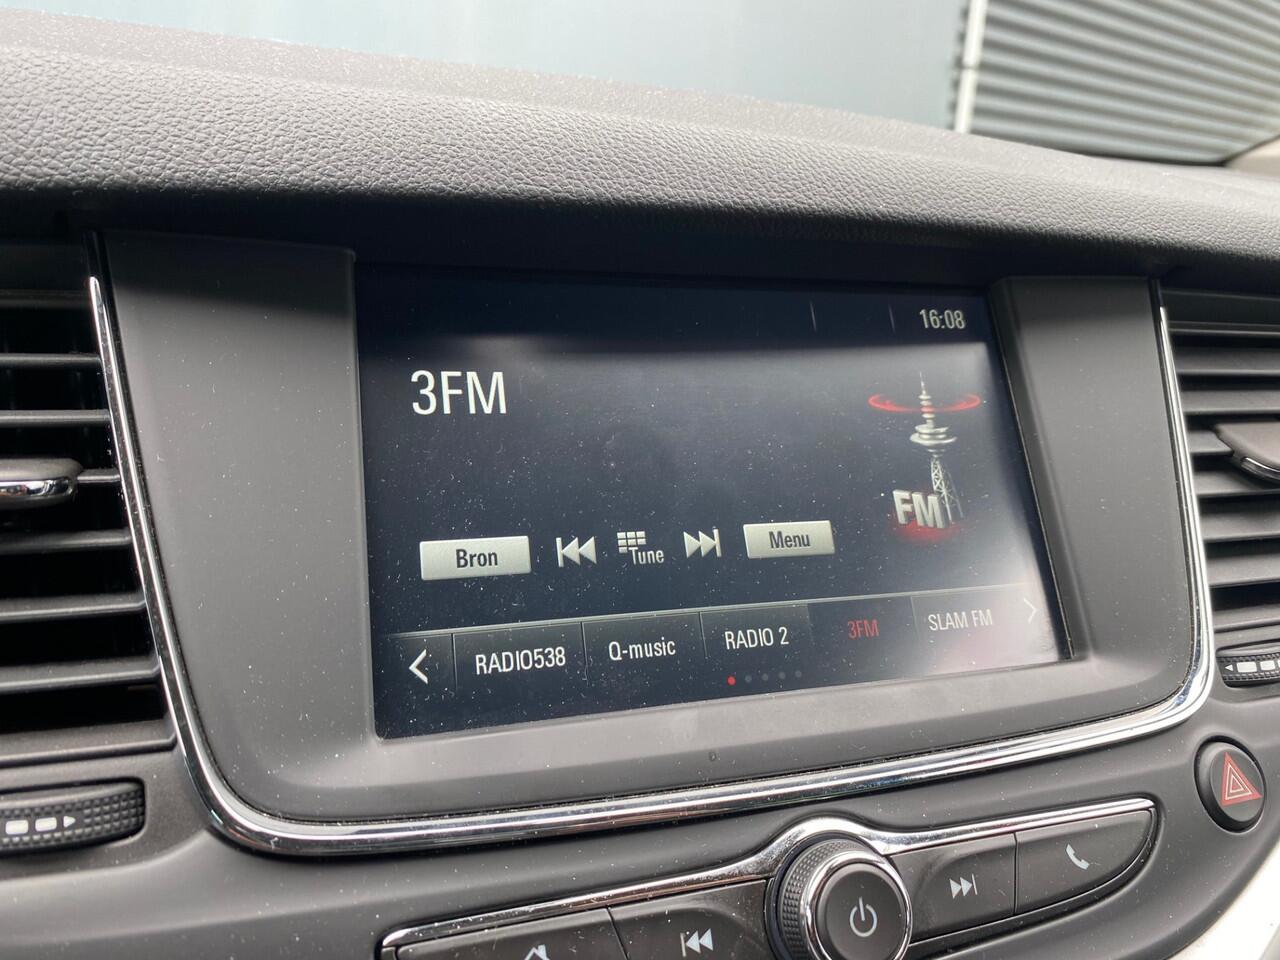 16:08
3FM
FM
Bron
Tune
Menu
RADIO538
Q-music
RADIO 2
3FM
SLAM FM